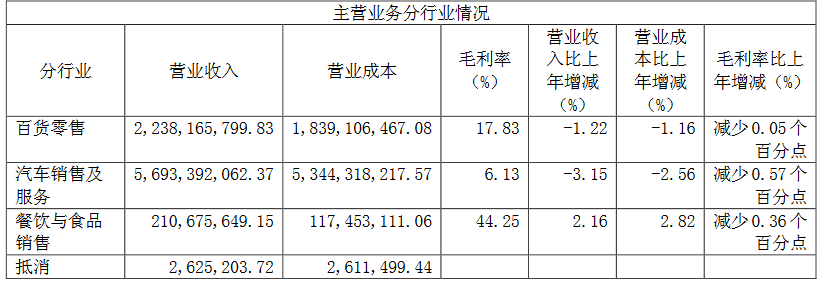 主营业务分行业情况
分行业 营业收入 营业成本 毛利率（%） 营业收入比上年增减（%） 营业成本比上年增减（%） 毛利率比上年增减（%）
百货零售 2,238,165,799.83 1,839,106,467.08 17.83 -1.22 -1.16 减少0.05个百分点
汽车销售及服务 5,693,392,062.37 5,344,318,217.57 6.13 -3.15 -2.56 减少0.57个百分点
餐饮与食品销售 210,675,649.15 117,453,111.06 44.25 2.16 2.82 减少0.36个百分点
抵消 2,625,203.72 2,611,499.44